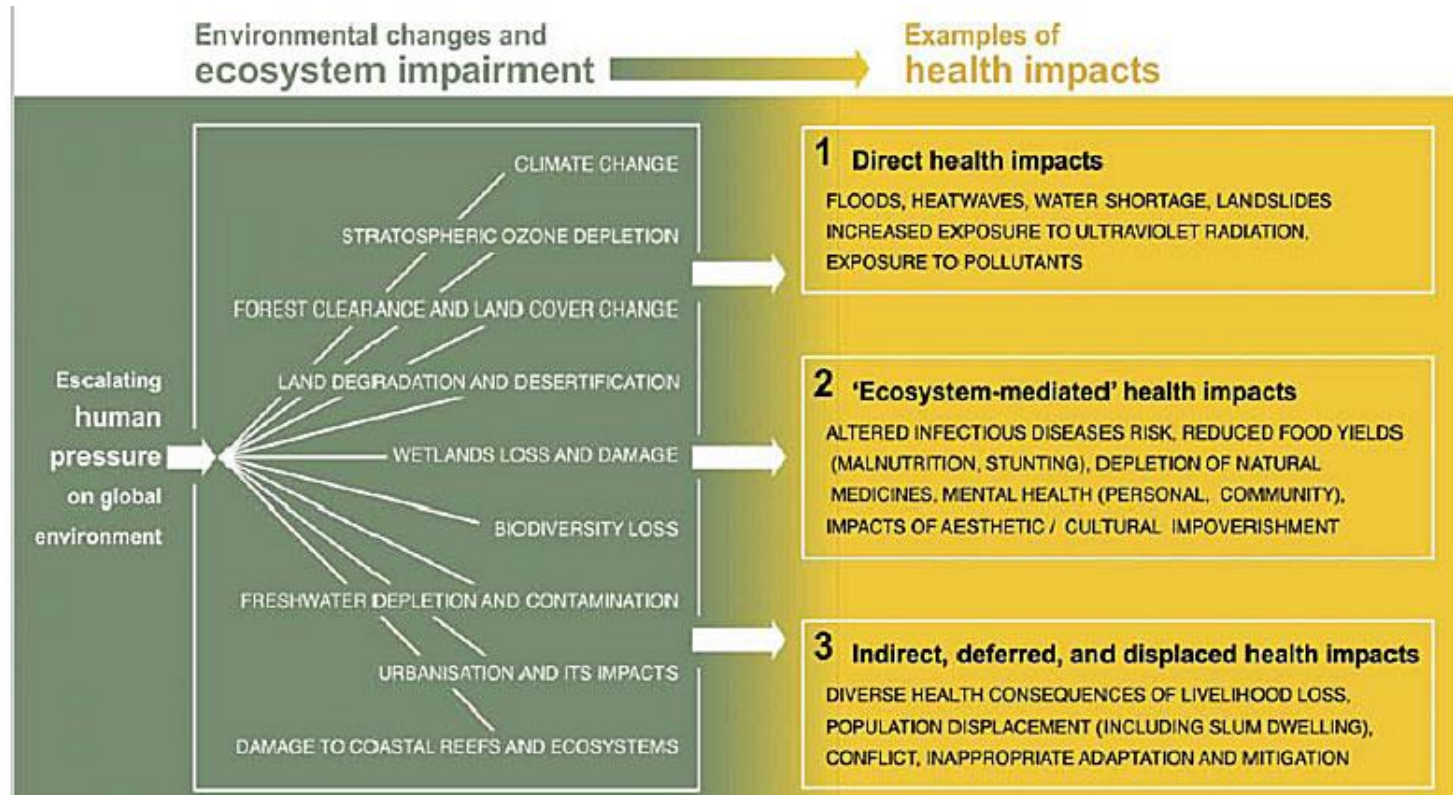 Environmental changes and
ecosystem impairment
Examples of
health impacts
Escalating
human
pressure
on global
environment
CLIMATE CHANGE
STRATOSPHERIC OZONE DEPLETION
FOREST CLEARANCE AND LAND COVER CHANGE
LAND DEGRADATION AND DESERTIFICATION
WETLANDS LOSS AND DAMAGE
BIODIVERSITY LOSS
FRESHWATER DEPLETION AND CONTAMINATION
URBANISATION AND ITS IMPACTS
DAMAGE TO COASTAL REEFS AND ECOSYSTEMS
1 Direct health impacts
FLOODS, HEATWAVES, WATER SHORTAGE, LANDSLIDES
INCREASED EXPOSURE TO ULTRAVIOLET RADIATION,
EXPOSURE TO POLLUTANTS
2 ‘Ecosystem-mediated’ health impacts
ALTERED INFECTIOUS DISEASES RISK, REDUCED FOOD YIELDS
(MALNUTRITION, STUNTING), DEPLETION OF NATURAL
MEDICINES, MENTAL HEALTH (PERSONAL, COMMUNITY),
IMPACTS OF AESTHETIC / CULTURAL IMPOVERISHMENT
3 Indirect, deferred, and displaced health impacts
DIVERSE HEALTH CONSEQUENCES OF LIVELIHOOD LOSS,
POPULATION DISPLACEMENT (INCLUDING SLUM DWELLING),
CONFLICT, INAPPROPRIATE ADAPTATION AND MITIGATION